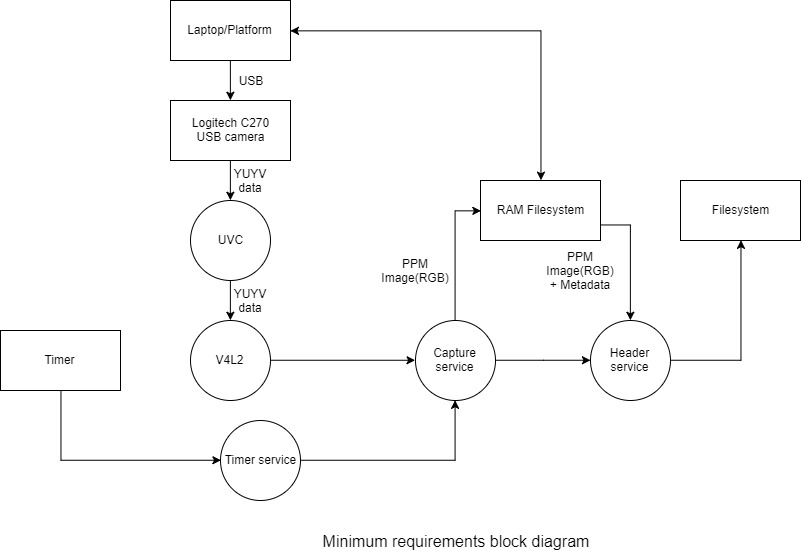 Laptop/Platform
USB
Logitech C270
USB camera
YUYV
data
UVC
RAM Filesystem
Filesystem
PPM
Image(RGB)
PPM
Image(RGB)
+ Metadata
YUYV
data
Timer
V4L2
Capture
service
Header
service
Timer service
Minimum requirements block diagram